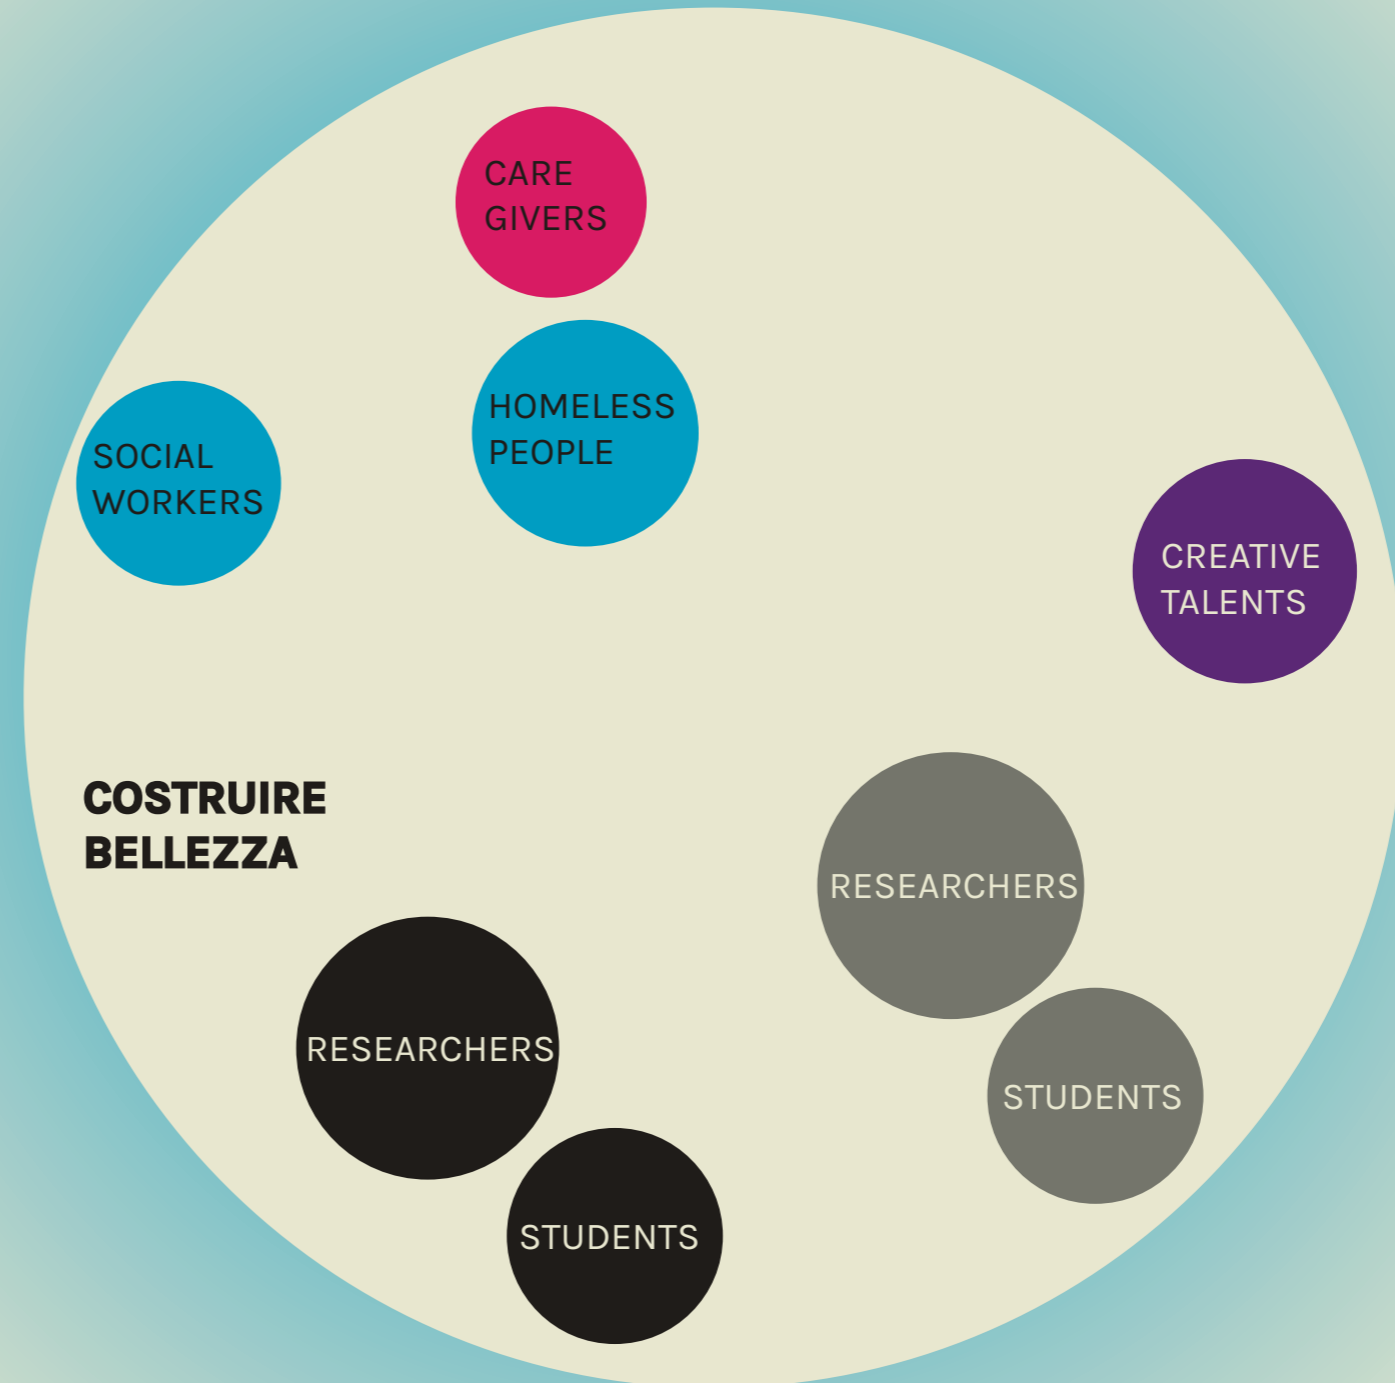 CARE
GIVERS
HOMELESS
PEOPLE
SOCIAL
WORKERS
CREATIVE
TALENTS
COSTRUIRE
BELLEZZA
RESEARCHERS
RESEARCHERS
STUDENTS
STUDENTS